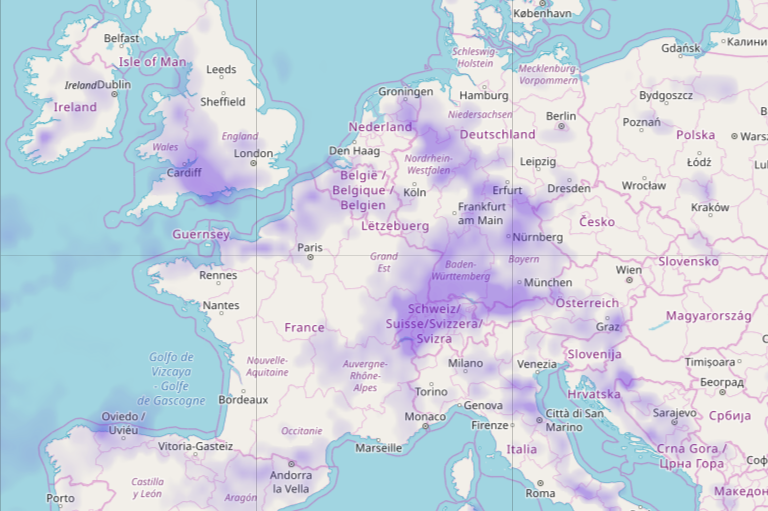 København
Belfast
Gdańsk
Калини
Isle of Man
Leeds
Schleswig-
Holstein
Mecklenburg-
Vorpommern
Ireland
Dublin
Groningen
Hamburg
Bydgoszcz
Ireland
Sheffield
Niedersachsen
Berlin
Poznań
Nederland
Deutschland
Polska
Warsz
Wales
England
London
Den Haag
Nordrhein-
Westfalen
Leipzig
Łódź
Cardiff
België /
Belgique /
Belgien
Köln
Erfurt
Dresden
Wrocław
Frankfurt
am Main
Kraków
Guernsey
Lëtzebuerg
Česko
Paris
Nürnberg
Grand
Est
Baden-
Württemberg
Bayern
Slovensko
Rennes
Wien
München
Nantes
Schweiz/
Suisse/Svizzera/
Svizra
Österreich
Magyarország
France
Graz
Golfo de
Vizcaya
- Golfe
de Gascogne
Nouvelle-
Aquitaine
Auvergne-
Rhône-
Alpes
Milano
Venezia
Slovenija
Timișoara
Torino
Београд
Bordeaux
Genova
Hrvatska
Oviedo /
Uviéu
Monaco
Firenze
Città di San
Marino
Sarajevo
Србија
Vitoria-Gasteiz
Occitanie
Marseille
Italia
Crna Gora /
Црна Гора
Соф
Castilla
y León
Andorra
la Vella
Porto
Aragón
Roma
Македон